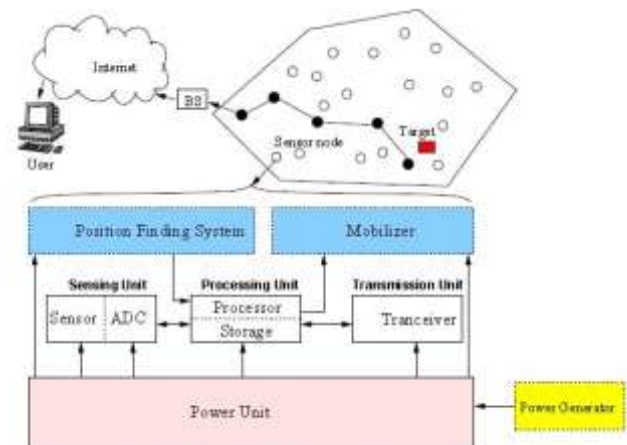 Internet
BS
User
Sensor node
Target
Position Finding System
Mobilizer
Sensing Unit
Processing Unit
Transmission Unit
Sensor
ADC
Processor
Storage
Tranceiver
Power Unit
Power Generator